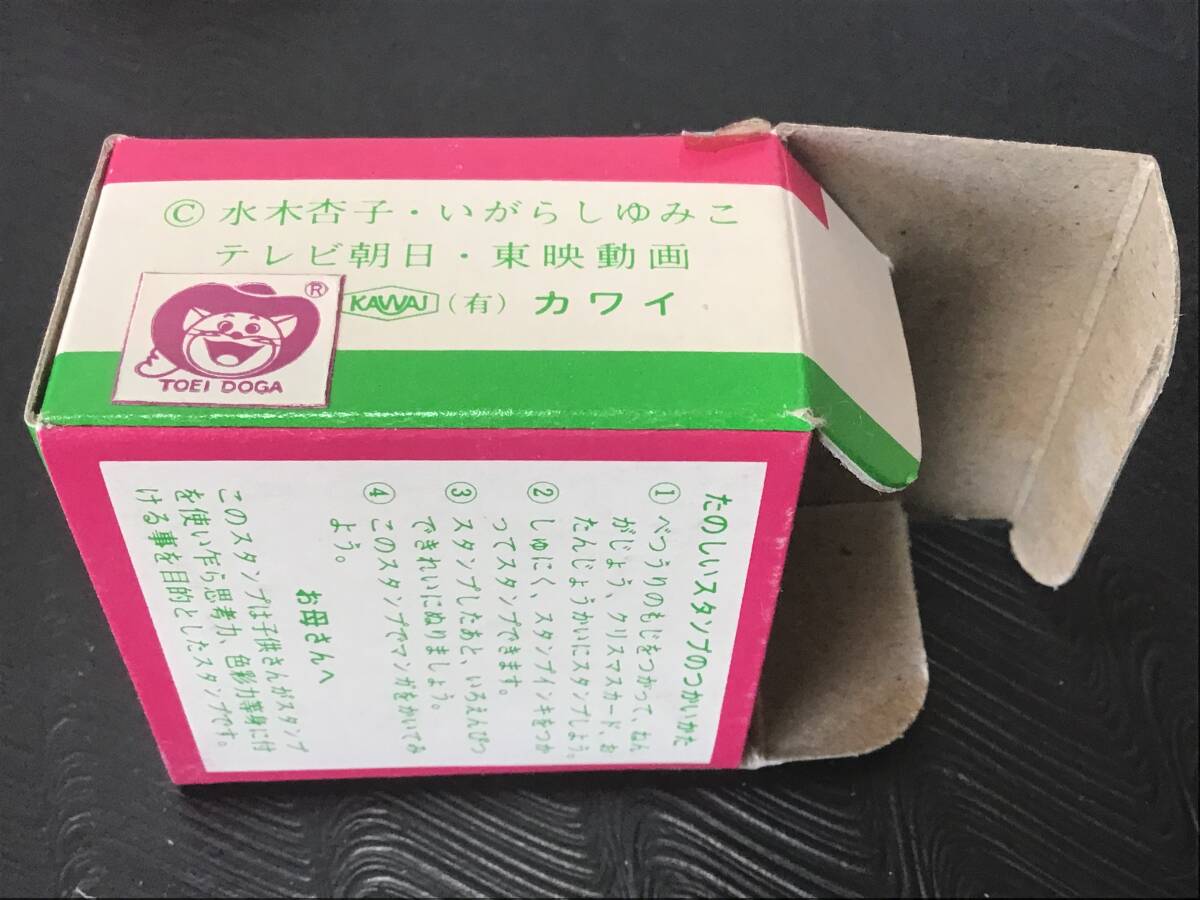 © 水木杏子・いがらしゆみこ
テレビ朝日・東映動画
KAWAI (有) カワイ
®
TOEI DOGA
たのしいスタンプのつかいかた
① べつうりのもじをつかって、ねん
がじょう、クリスマスカード、お
たんじょうかいにスタンプしよう。
② しゅにく、スタンプインキをつか
ってスタンプできます。
③ スタンプしたあと、いろえんぴつ
できれいにぬりましょう。
④ このスタンプでマンガをかいてみ
よう。
お母さんへ
このスタンプは子供さんがスタンプ
を使い乍ら思考力、色彩力等身に付
ける事を目的としたスタンプです。